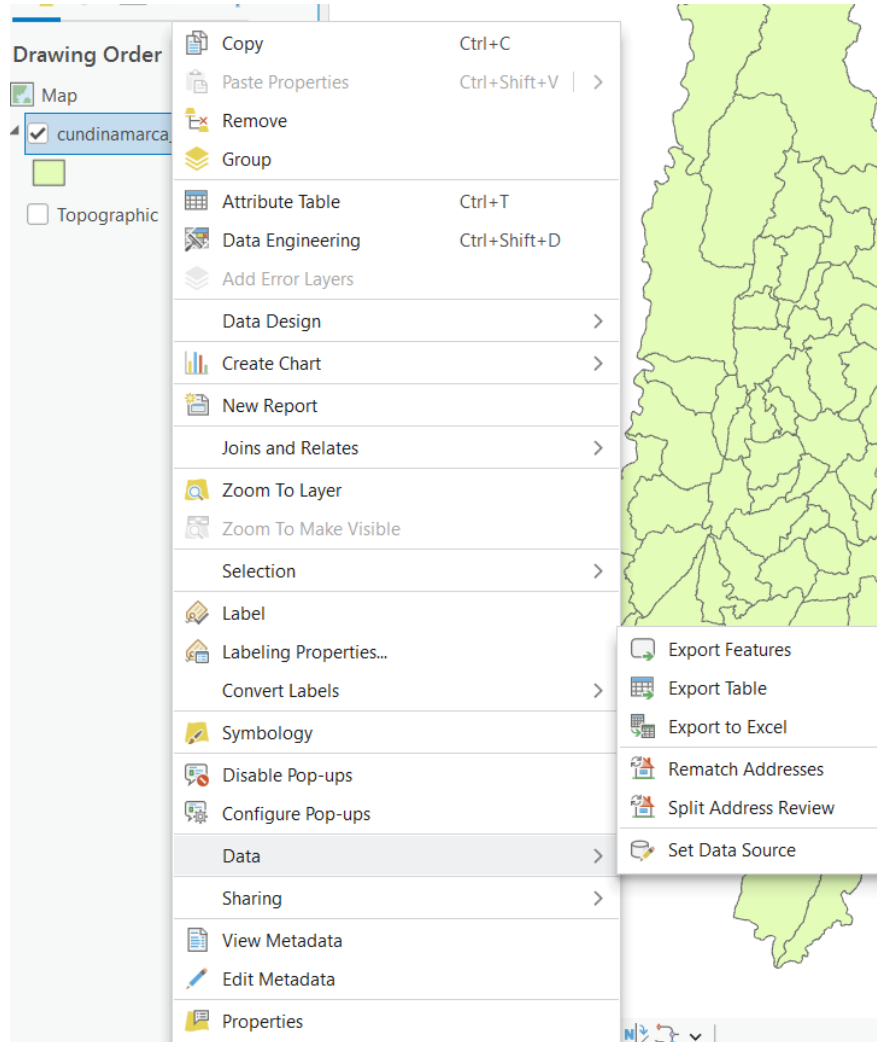 Drawing Order
Map
cundinamarca_
Topographic
Copy Ctrl+C
Paste Properties Ctrl+Shift+V
Remove
Group
Attribute Table Ctrl+T
Data Engineering Ctrl+Shift+D
Add Error Layers
Data Design
Create Chart
New Report
Joins and Relates
Zoom To Layer
Zoom To Make Visible
Selection
Label
Labeling Properties...
Convert Labels
Symbology
Disable Pop-ups
Configure Pop-ups
Data
Sharing
View Metadata
Edit Metadata
Properties
Export Features
Export Table
Export to Excel
Rematch Addresses
Split Address Review
Set Data Source
N